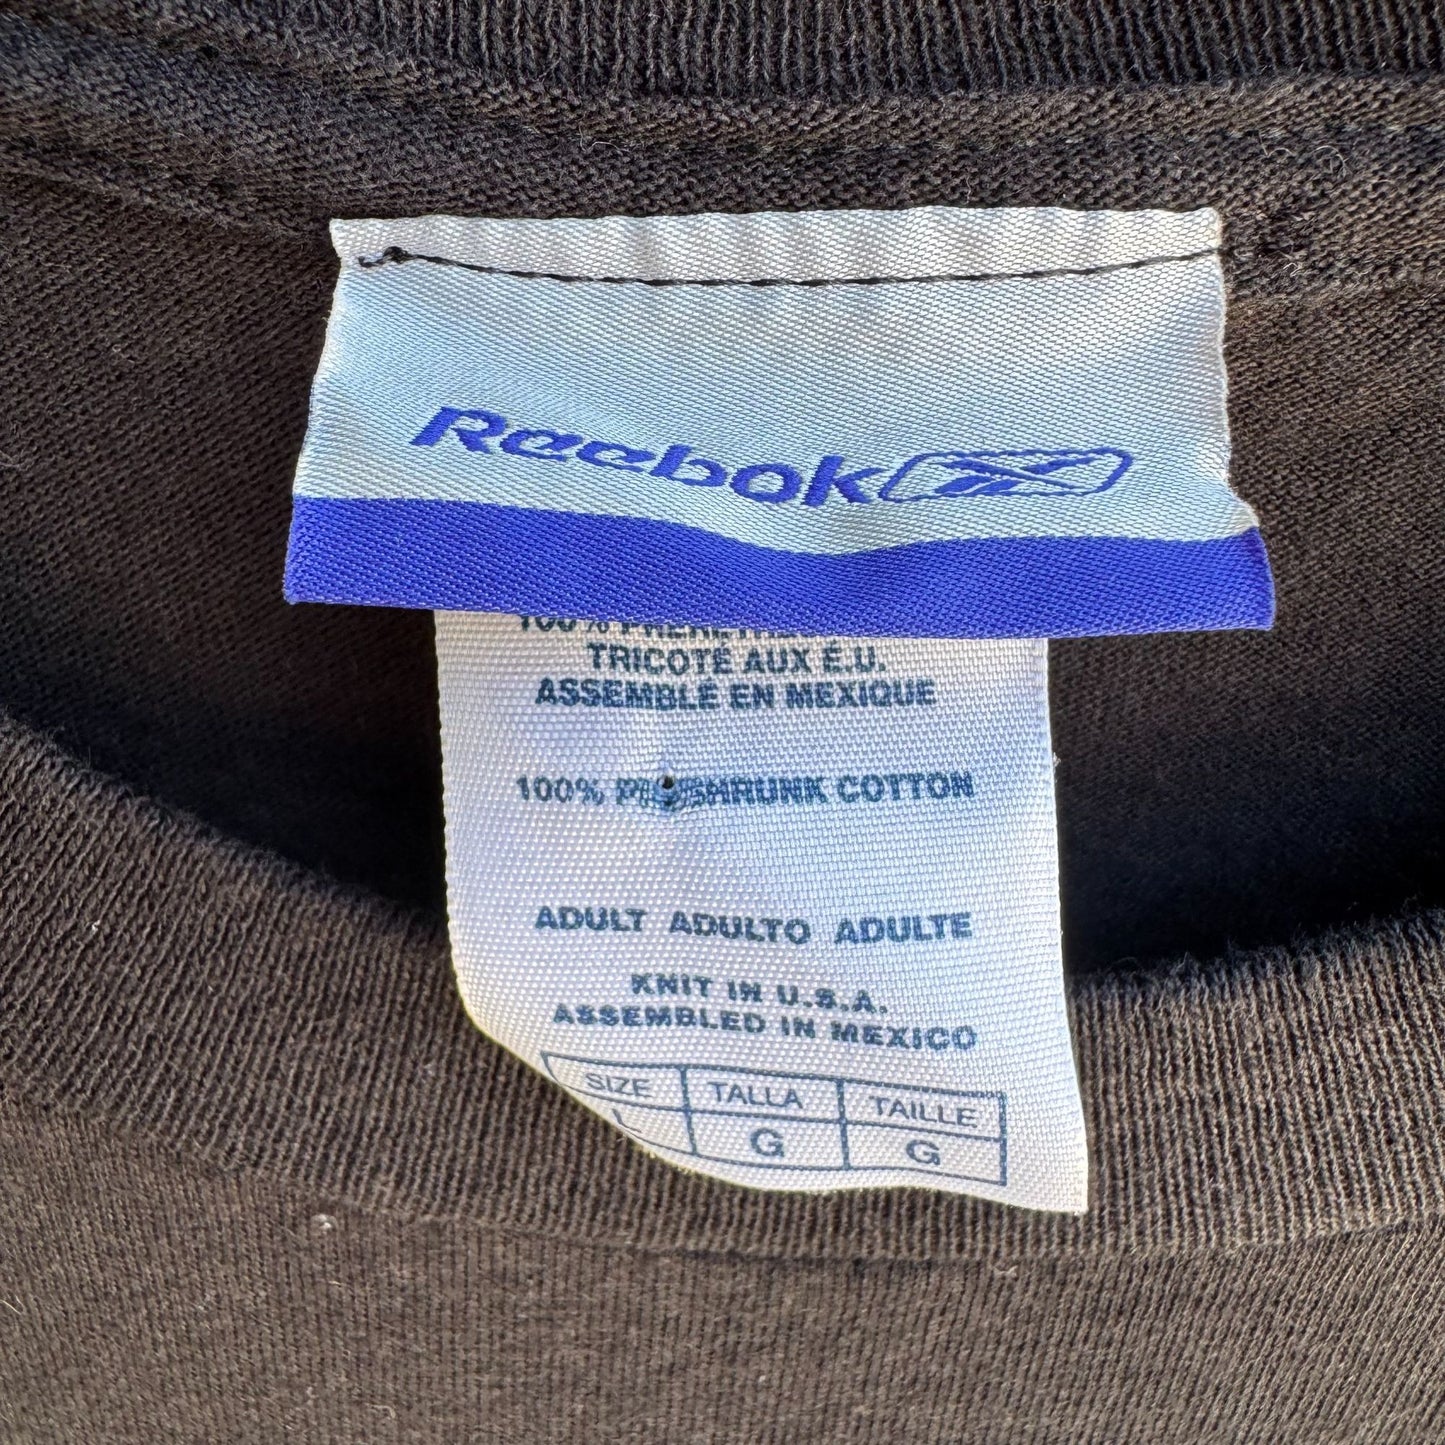 Reebok
TRICOTÉ AUX É.U.
ASSEMBLÉ EN MEXIQUE
100% PRESHRUNK COTTON
ADULT ADULTO ADULTE
KNIT IN U.S.A.
ASSEMBLED IN MEXICO
SIZE TALLA TAILLE
L G G